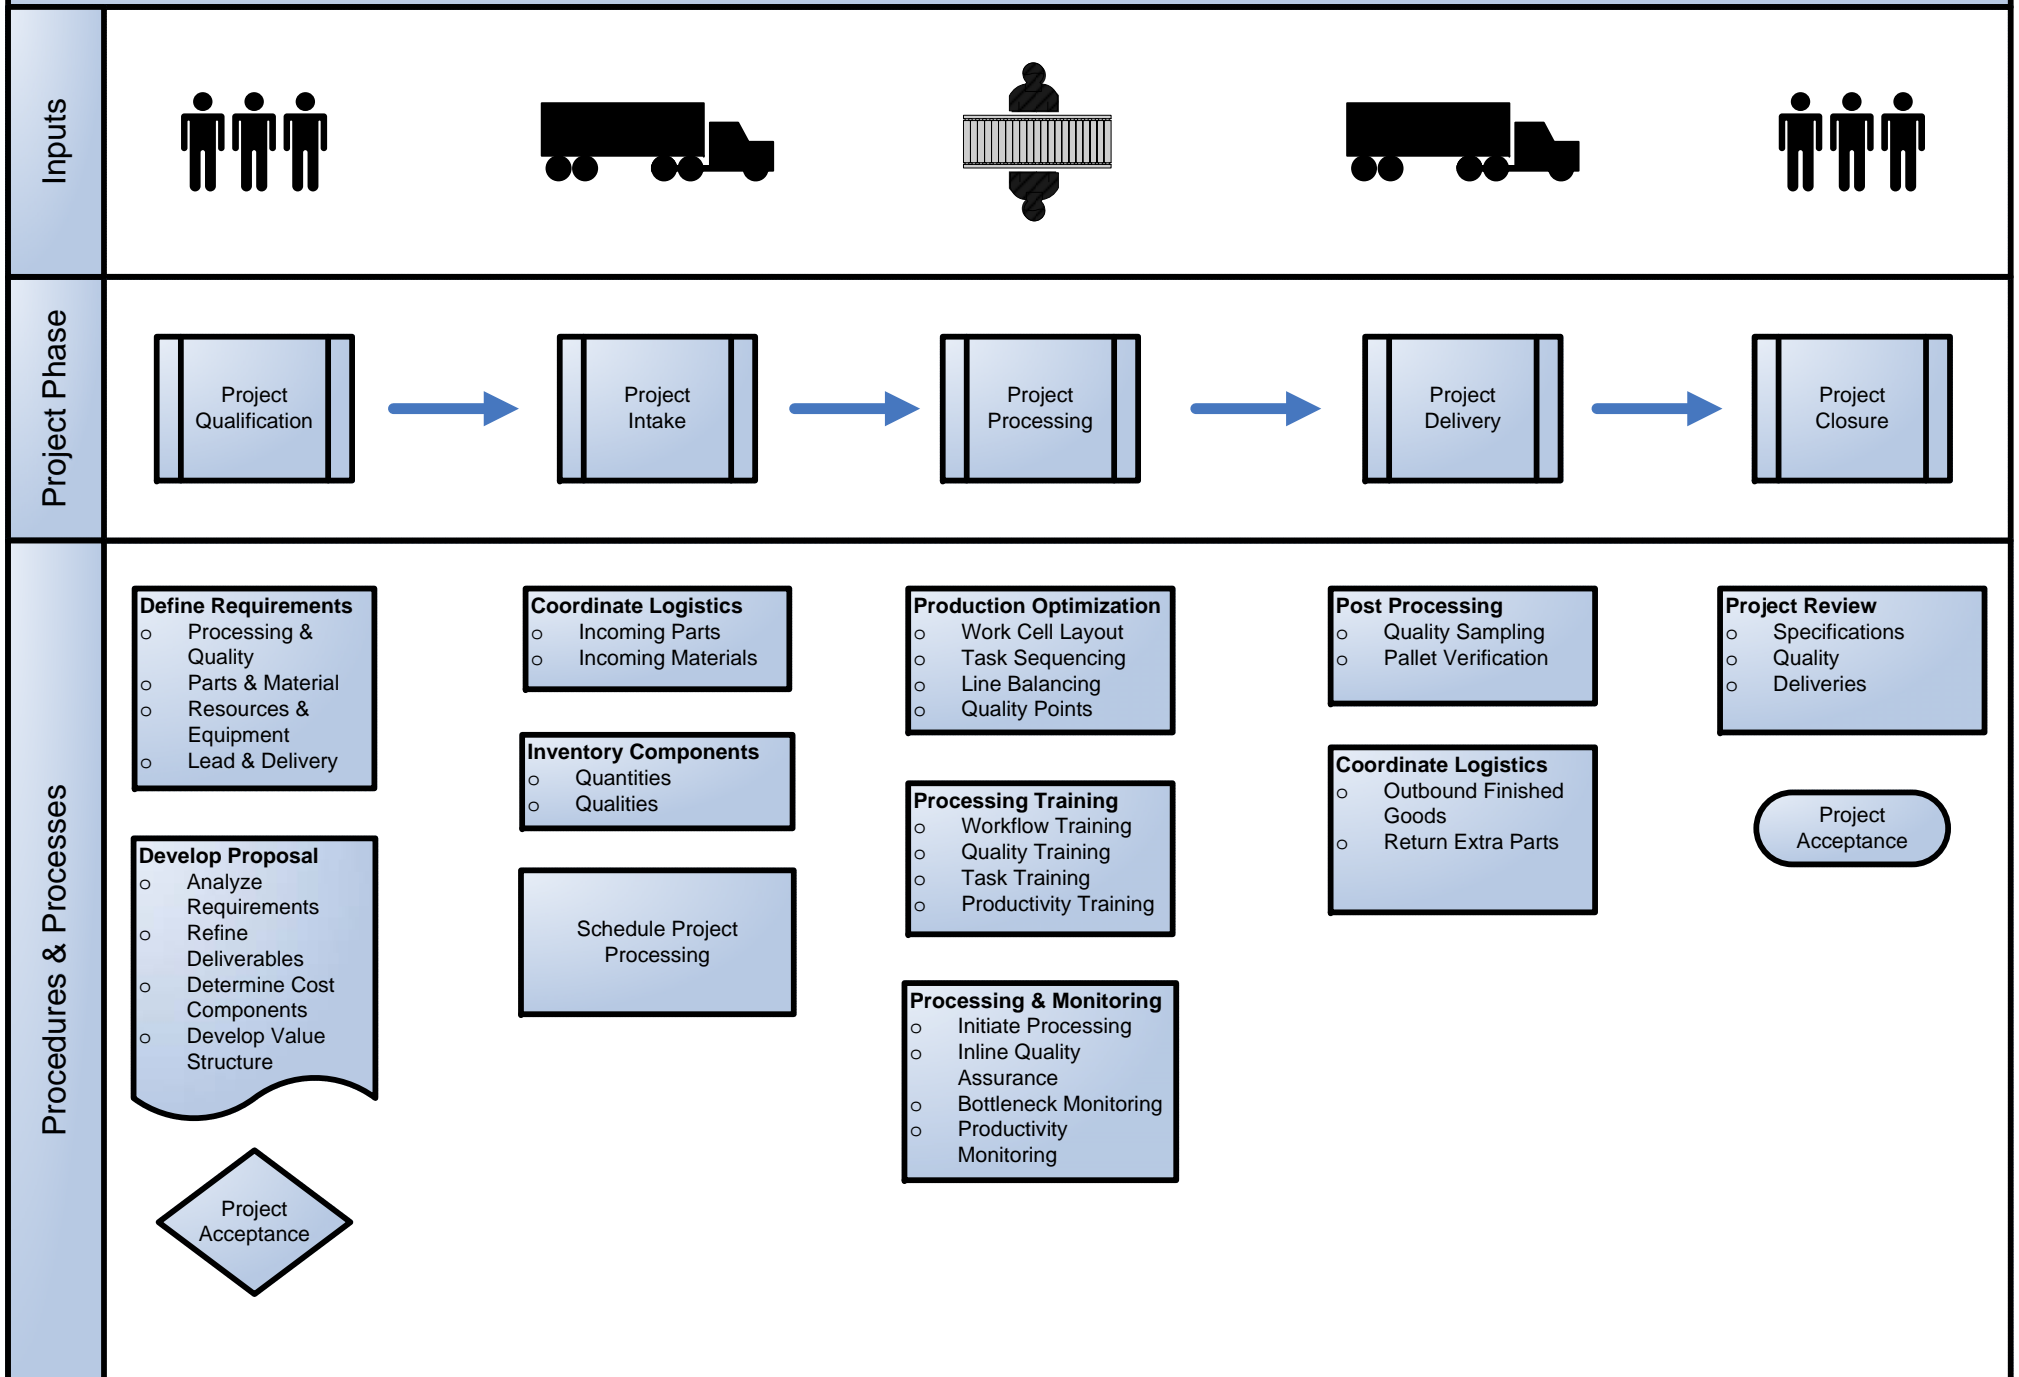 Inputs
Project Phase
Project
Qualification
Project
Intake
Project
Processing
Project
Delivery
Project
Closure
Procedures & Processes
Define Requirements
o Processing &
Quality
o Parts & Material
o Resources &
Equipment
o Lead & Delivery
Develop Proposal
o Analyze
Requirements
o Refine
Deliverables
o Determine Cost
Components
o Develop Value
Structure
Project
Acceptance
Coordinate Logistics
o Incoming Parts
o Incoming Materials
Inventory Components
o Quantities
o Qualities
Schedule Project
Processing
Production Optimization
o Work Cell Layout
o Task Sequencing
o Line Balancing
o Quality Points
Processing Training
o Workflow Training
o Quality Training
o Task Training
o Productivity Training
Processing & Monitoring
o Initiate Processing
o Inline Quality
Assurance
o Bottleneck Monitoring
o Productivity
Monitoring
Post Processing
o Quality Sampling
o Pallet Verification
Coordinate Logistics
o Outbound Finished
Goods
o Return Extra Parts
Project Review
o Specifications
o Quality
o Deliveries
Project
Acceptance